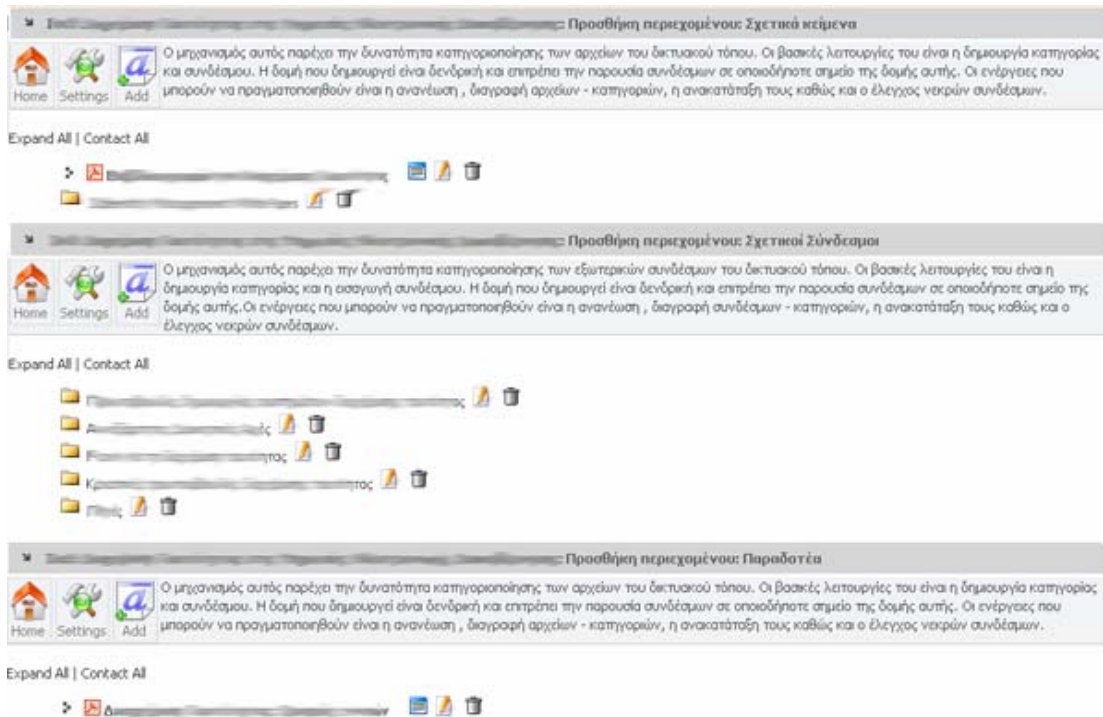 Προσθήκη περιεχομένου: Σχετικά κείμενα
Ο μηχανισμός αυτός παρέχει την δυνατότητα κατηγοριοποίησης των αρχείων του δικτυακού τόπου. Οι βασικές λειτουργίες του είναι η δημιουργία κατηγορίας
και συνδέσμου. Η δομή που δημιουργεί είναι δενδρική και επιτρέπει την παρουσία συνδέσμων σε οποιοδήποτε σημείο της δομής αυτής. Οι ενέργειες που
μπορούν να πραγματοποιηθούν είναι η ανανέωση , διαγραφή αρχείων - κατηγοριών, η ανακατάταξη τους καθώς και ο έλεγχος νεκρών συνδέσμων.
Home Settings Add
Expand All | Contact All
Προσθήκη περιεχομένου: Σχετικοί Σύνδεσμοι
Ο μηχανισμός αυτός παρέχει την δυνατότητα κατηγοριοποίησης των εξωτερικών συνδέσμων του δικτυακού τόπου. Οι βασικές λειτουργίες του είναι η
δημιουργία κατηγορίας και η εισαγωγή συνδέσμου. Η δομή που δημιουργεί είναι δενδρική και επιτρέπει την παρουσία συνδέσμων σε οποιοδήποτε σημείο της
δομής αυτής.Οι ενέργειες που μπορούν να πραγματοποιηθούν είναι η ανανέωση , διαγραφή συνδέσμων - κατηγοριών, η ανακατάταξη τους καθώς και ο
έλεγχος νεκρών συνδέσμων.
Home Settings Add
Expand All | Contact All
Προσθήκη περιεχομένου: Παραδοτέα
Ο μηχανισμός αυτός παρέχει την δυνατότητα κατηγοριοποίησης των αρχείων του δικτυακού τόπου. Οι βασικές λειτουργίες του είναι η δημιουργία κατηγορίας
και συνδέσμου. Η δομή που δημιουργεί είναι δενδρική και επιτρέπει την παρουσία συνδέσμων σε οποιοδήποτε σημείο της δομής αυτής. Οι ενέργειες που
μπορούν να πραγματοποιηθούν είναι η ανανέωση , διαγραφή αρχείων - κατηγοριών, η ανακατάταξη τους καθώς και ο έλεγχος νεκρών συνδέσμων.
Home Settings Add
Expand All | Contact All